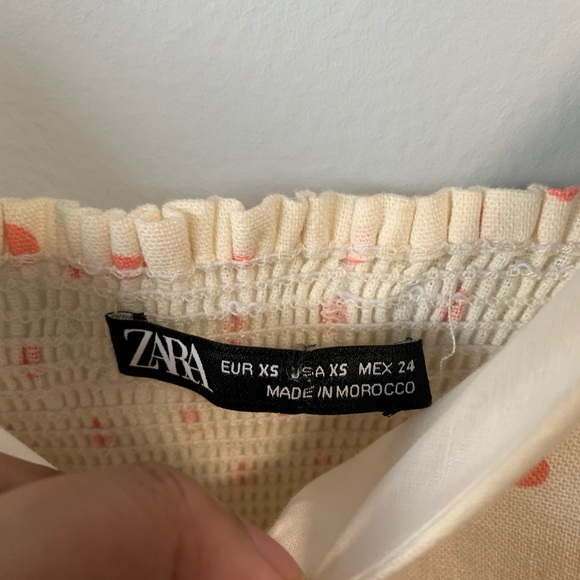 ZARA
EUR XS USA XS MEX 24
MADE IN MOROCCO